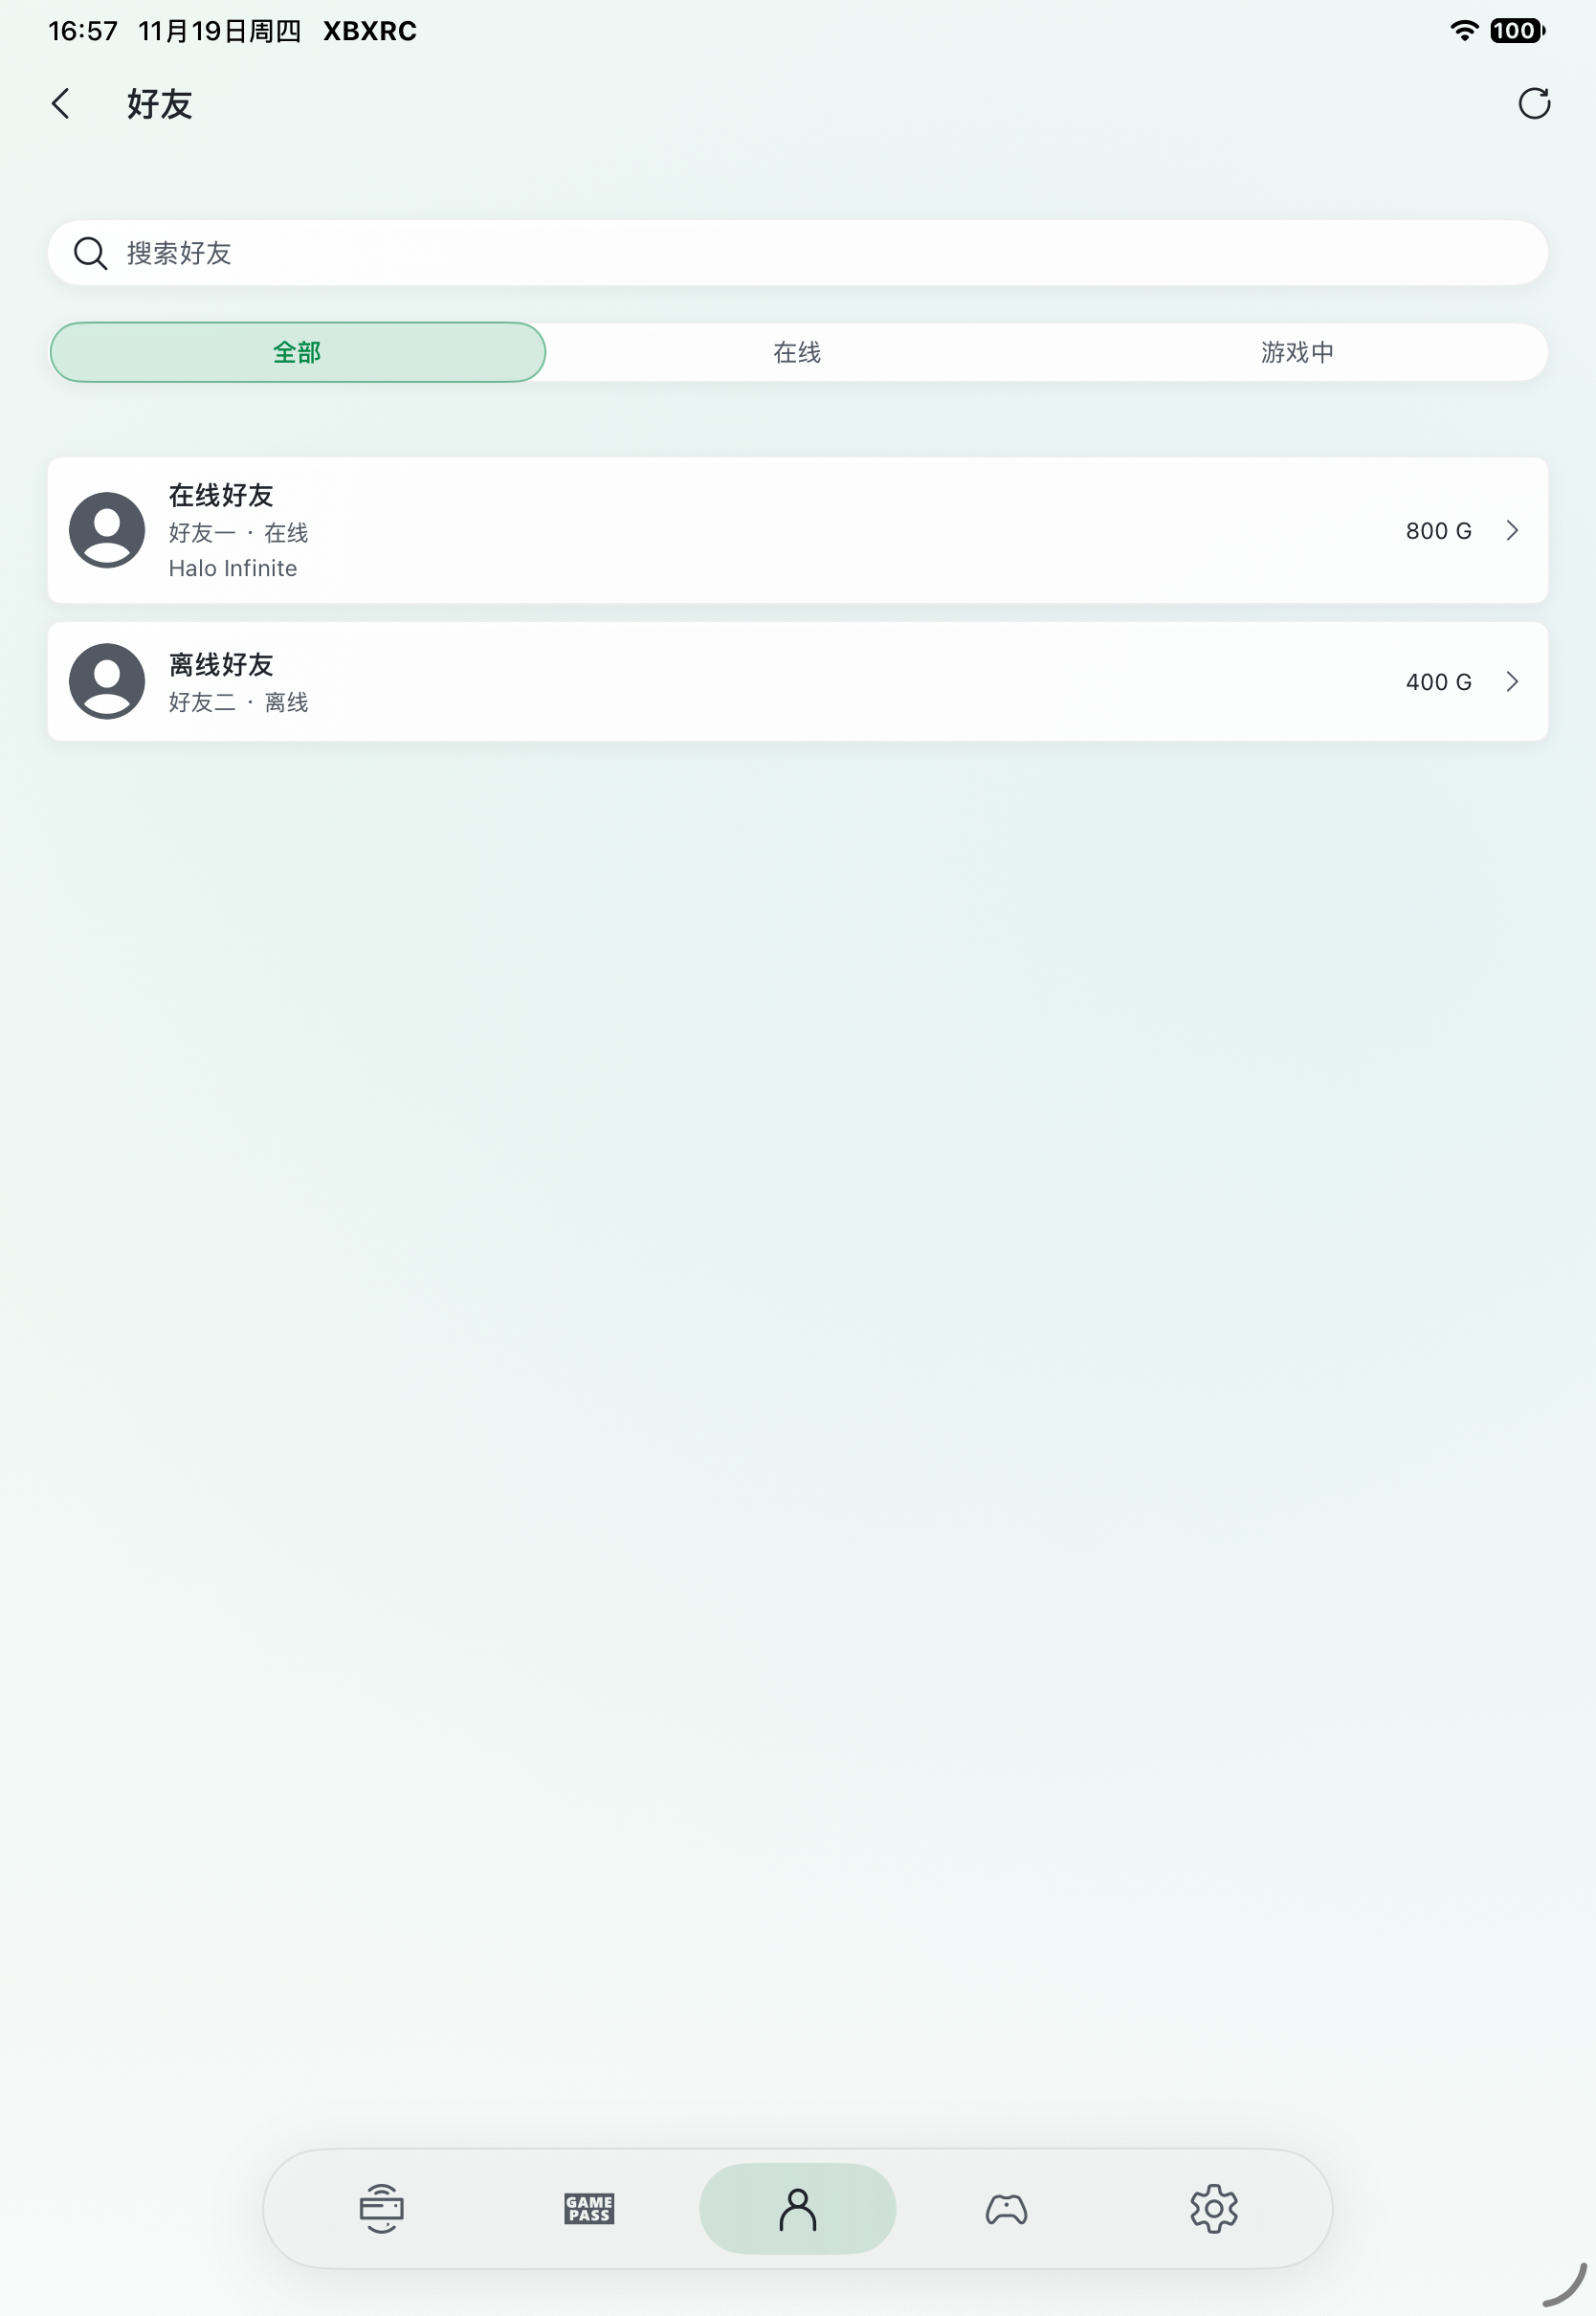 16:57 11月19日周四 XBXRC 100
好友
搜索好友
全部 在线 游戏中
在线好友
好友一 · 在线
Halo Infinite
800 G
离线好友
好友二 · 离线
400 G
GAME
PASS